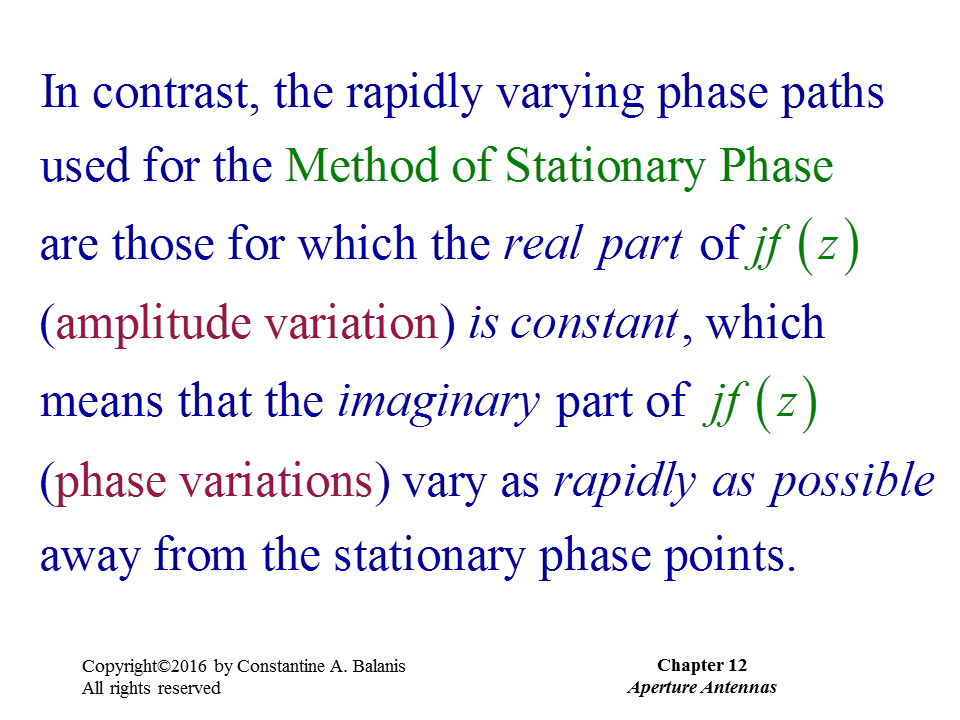 In contrast, the rapidly varying phase paths
used for the Method of Stationary Phase
are those for which the real part of jf (z)
(amplitude variation) is constant, which
means that the imaginary part of jf (z)
(phase variations) vary as rapidly as possible
away from the stationary phase points.
Copyright©2016 by Constantine A. Balanis
All rights reserved
Chapter 12
Aperture Antennas